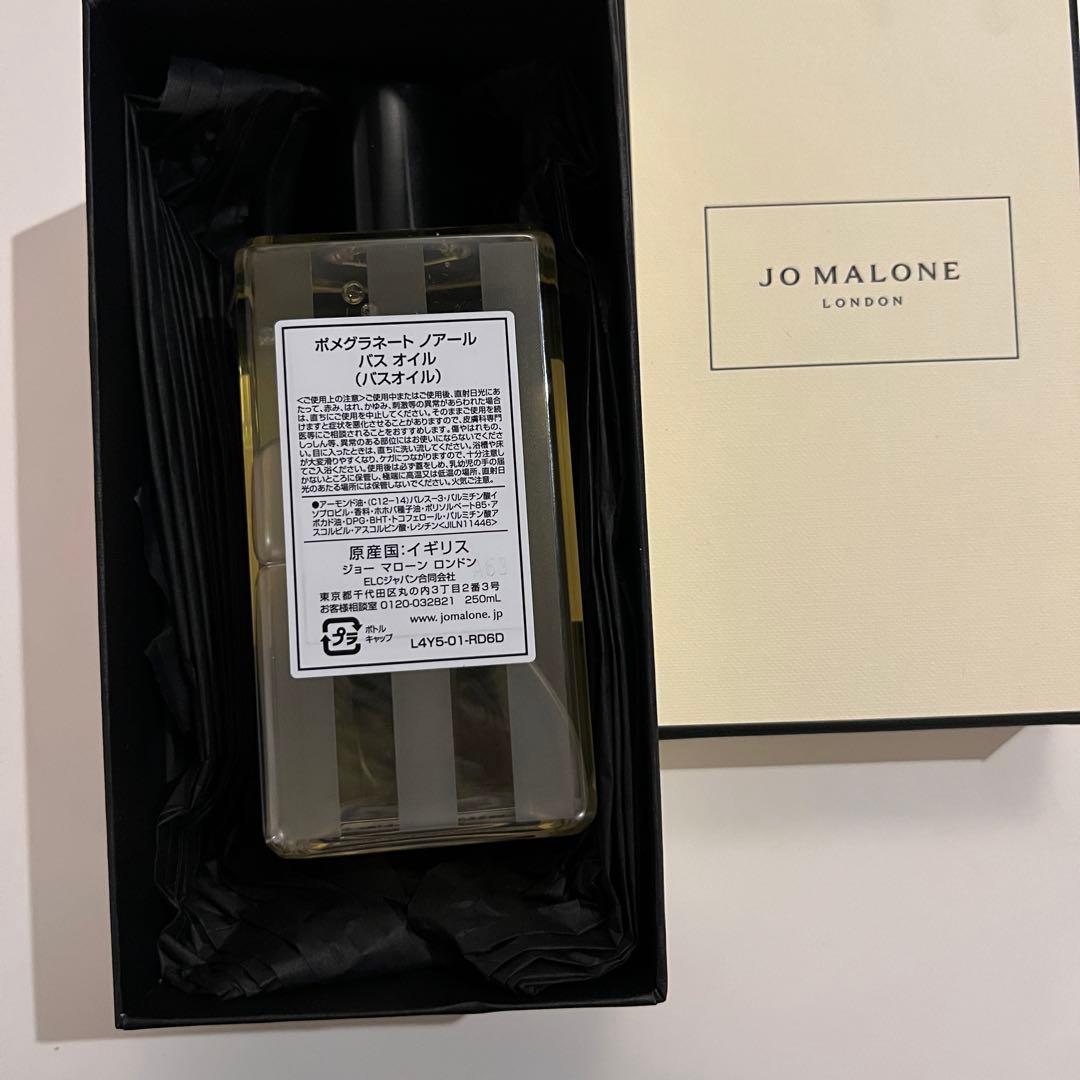 ポメグラネート ノアール
バス オイル
(バスオイル)
<ご使用上の注意>ご使用中またはご使用後、直射日光にあ
たって、赤み、はれ、かゆみ、刺激等の異常があらわれた場合
は、直ちにご使用を中止してください。そのままご使用を続
けますと症状を悪化させることがありますので、皮膚科専門
医等にご相談されることをおすすめします。傷やはれもの、
しっしん等、異常のある部位にはお使いにならないでくださ
い。目に入ったときは、直ちに洗い流してください。浴槽や床
が大変滑りやすくなり、ケガにつながりますので、十分注意し
てご入浴ください。使用後は必ず蓋をしめ、乳幼児の手の届
かないところに保管し、極端に高温又は低温の場所、直射日
光のあたる場所には保管しないでください。火気ご注意。
●アーモンド油・(C12-14)パレス-3・パルミチン酸イ
ソプロピル・香料・ホホバ種子油・ポリソルベート85・ア
ボカド油・DPG・BHT・トコフェロール・パルミチン酸ア
スコルビル・アスコルビン酸・レシチン<JILN11446>
原産国:イギリス
ジョー マローン ロンドン
ELCジャパン合同会社
東京都千代田区丸の内3丁目2番3号
お客様相談室 0120-032821 250mL
www. jomalone. jp
プラ
ボトル
キャップ
L4Y5-01-RD6D
JO MALONE
LONDON